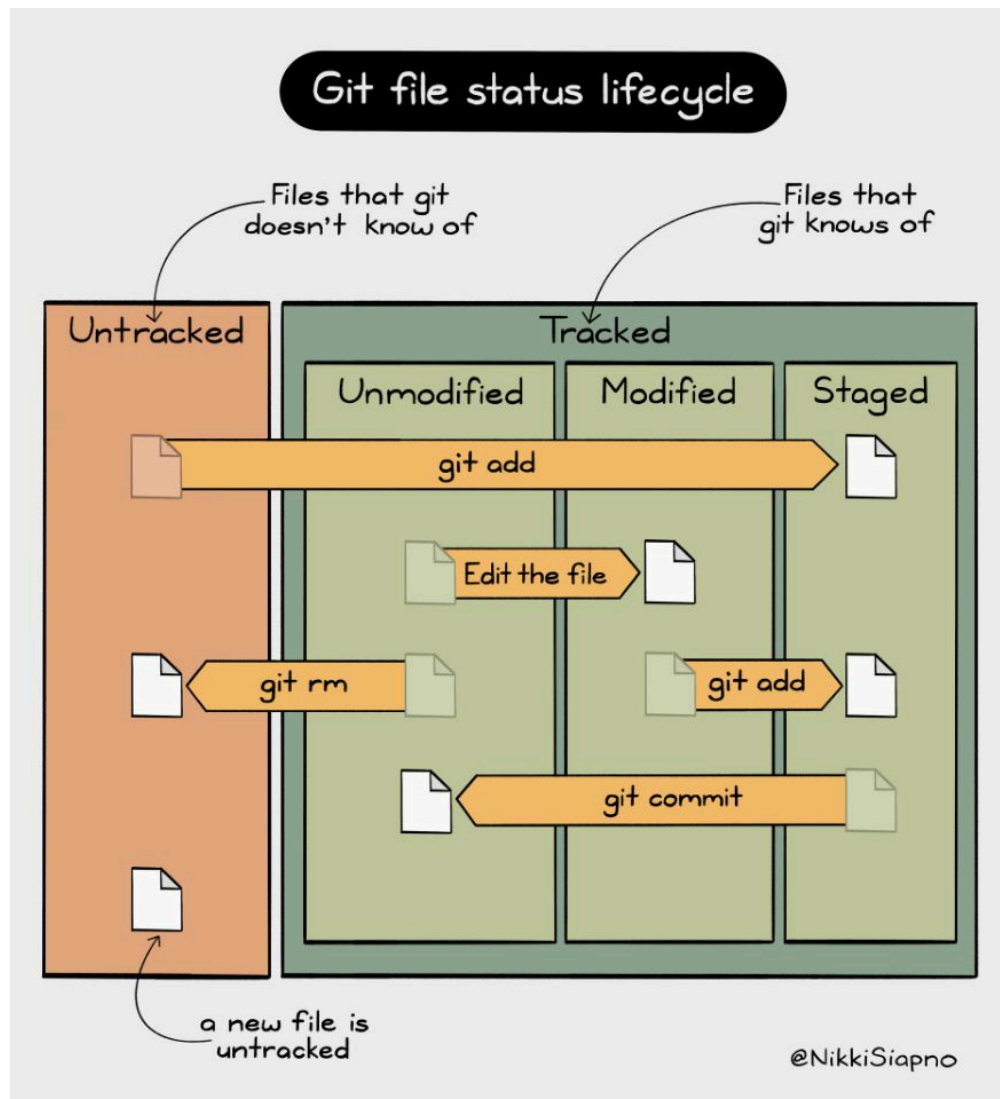 Git file status lifecycle
Files that git
doesn't know of
Files that
git knows of
Untracked
Tracked
Unmodified
Modified
Staged
git add
Edit the file
git rm
git add
git commit
a new file is
untracked
@NikkiSiapno